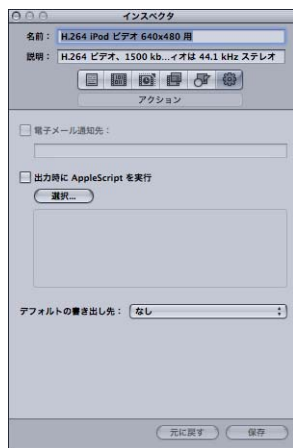 インスペクタ
名前： H.264 iPod ビデオ 640x480 用
説明： H.264 ビデオ、1500 kb...ィオは 44.1 kHz ステレオ
アクション
電子メール通知先：
出力時に AppleScript を実行
選択...
デフォルトの書き出し先： なし
元に戻す 保存